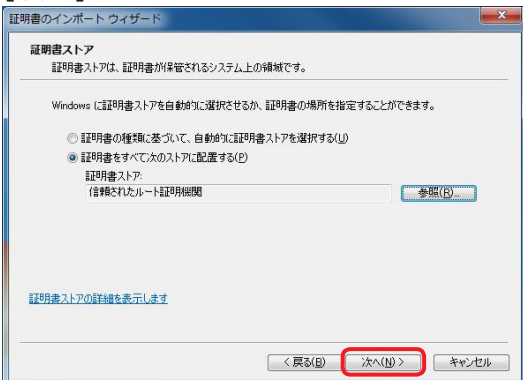 証明書のインポート ウィザード
証明書ストア
証明書ストアは、証明書が保管されるシステム上の領域です。
Windows に証明書ストアを自動的に選択させるか、証明書の場所を指定することができます。
証明書の種類に基づいて、自動的に証明書ストアを選択する(U)
証明書をすべて次のストアに配置する(P)
証明書ストア:
信頼されたルート証明機関
参照(R)...
証明書ストアの詳細を表示します
< 戻る(B)
次へ(N) >
キャンセル